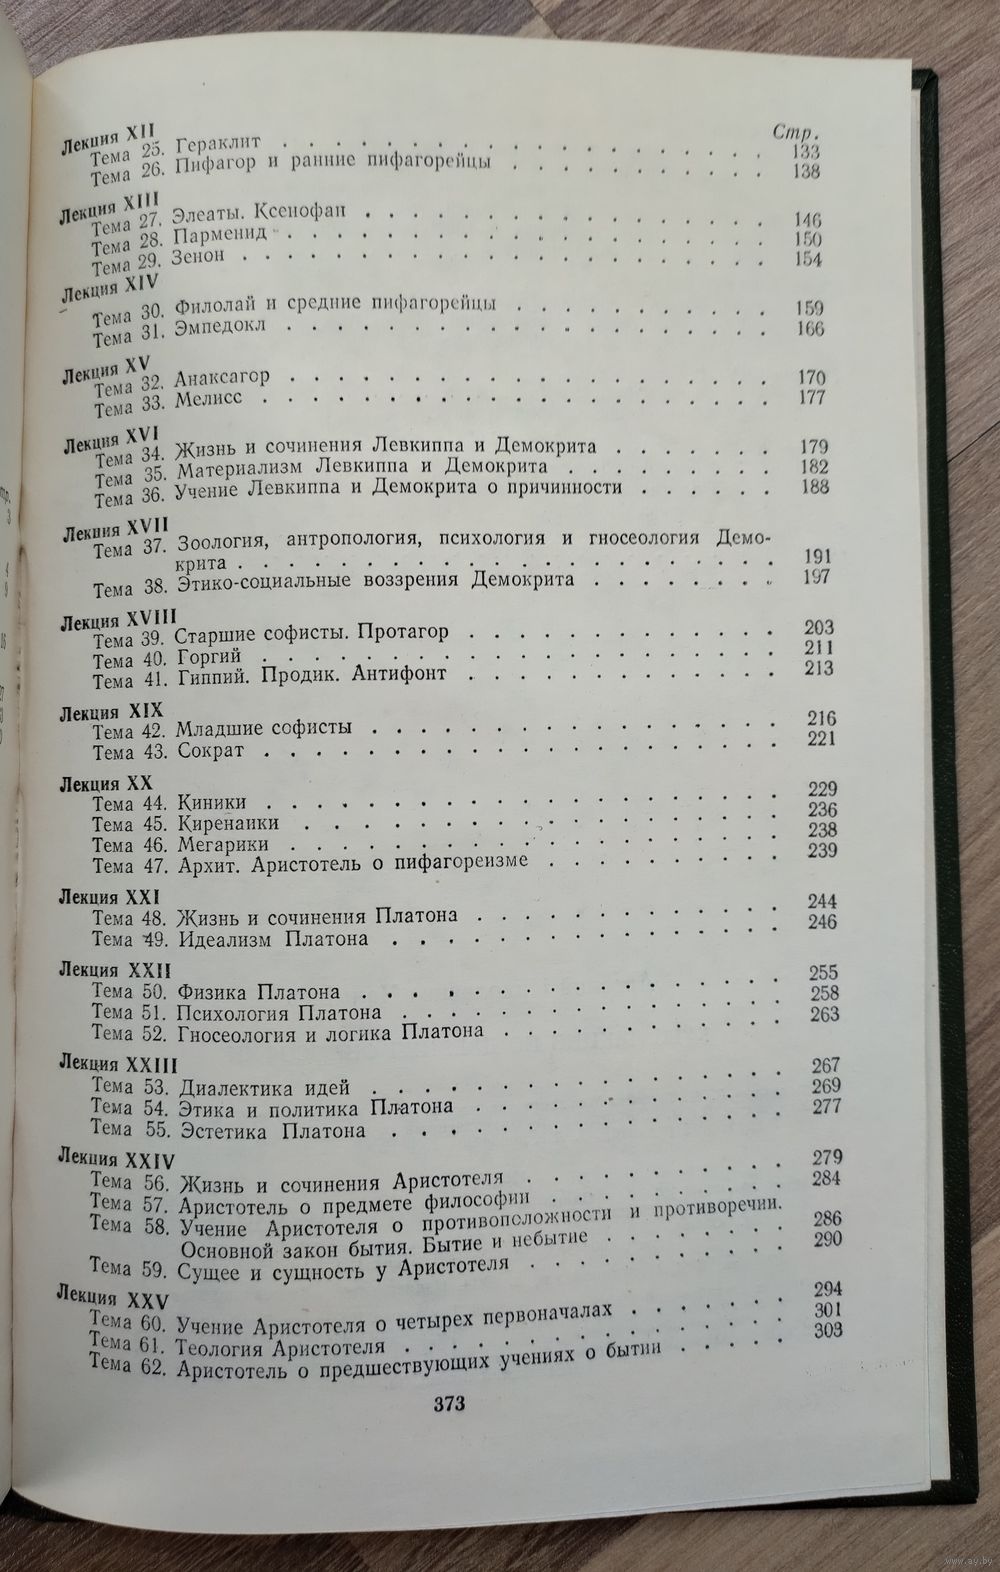 Стр.
Лекция XII
Тема 25. Гераклит . . . . . . . . . . . . . . . . . . . . 133
Тема 26. Пифагор и ранние пифагорейцы . . . . . . . . . . 138
Лекция XIII
Тема 27. Элеаты. Ксенофан . . . . . . . . . . . . . . . . 146
Тема 28. Парменид . . . . . . . . . . . . . . . . . . . . 150
Тема 29. Зенон . . . . . . . . . . . . . . . . . . . . . 154
Лекция XIV
Тема 30. Филолай и средние пифагорейцы . . . . . . . . . . 159
Тема 31. Эмпедокл . . . . . . . . . . . . . . . . . . . . 166
Лекция XV
Тема 32. Анаксагор . . . . . . . . . . . . . . . . . . . 170
Тема 33. Мелисс . . . . . . . . . . . . . . . . . . . . . 177
Лекция XVI
Тема 34. Жизнь и сочинения Левкиппа и Демокрита . . . . . . . 179
Тема 35. Материализм Левкиппа и Демокрита . . . . . . . . . 182
Тема 36. Учение Левкиппа и Демокрита о причинности . . . . . . 188
Лекция XVII
Тема 37. Зоология, антропология, психология и гносеология Демо-
крита . . . . . . . . . . . . . . . . . . . . . . . 191
Тема 38. Этико-социальные воззрения Демокрита . . . . . . . . 197
Лекция XVIII
Тема 39. Старшие софисты. Протагор . . . . . . . . . . . . 203
Тема 40. Горгий . . . . . . . . . . . . . . . . . . . . . 211
Тема 41. Гиппий. Продик. Антифонт . . . . . . . . . . . . 213
Лекция XIX
Тема 42. Младшие софисты . . . . . . . . . . . . . . . . 216
Тема 43. Сократ . . . . . . . . . . . . . . . . . . . . . 221
Лекция XX
Тема 44. Киники . . . . . . . . . . . . . . . . . . . . . 229
Тема 45. Киренаики . . . . . . . . . . . . . . . . . . . 236
Тема 46. Мегарики . . . . . . . . . . . . . . . . . . . . 238
Тема 47. Архит. Аристотель о пифагореизме . . . . . . . . . 239
Лекция XXI
Тема 48. Жизнь и сочинения Платона . . . . . . . . . . . . 244
Тема 49. Идеализм Платона . . . . . . . . . . . . . . . . 246
Лекция XXII
Тема 50. Физика Платона . . . . . . . . . . . . . . . . . 255
Тема 51. Психология Платона . . . . . . . . . . . . . . . 258
Тема 52. Гносеология и логика Платона . . . . . . . . . . . 263
Лекция XXIII
Тема 53. Диалектика идей . . . . . . . . . . . . . . . . 267
Тема 54. Этика и политика Платона . . . . . . . . . . . . 269
Тема 55. Эстетика Платона . . . . . . . . . . . . . . . . 277
Лекция XXIV
Тема 56. Жизнь и сочинения Аристотеля . . . . . . . . . . . 279
Тема 57. Аристотель о предмете философии . . . . . . . . . . 284
Тема 58. Учение Аристотеля о противоположности и противоречии.
Основной закон бытия. Бытие и небытие . . . . . . . 286
Тема 59. Сущее и сущность у Аристотеля . . . . . . . . . . 290
Лекция XXV
Тема 60. Учение Аристотеля о четырех первоначалах . . . . . . . 294
Тема 61. Теология Аристотеля . . . . . . . . . . . . . . . 301
Тема 62. Аристотель о предшествующих учениях о бытии . . . . . 303
373
www.ay.by